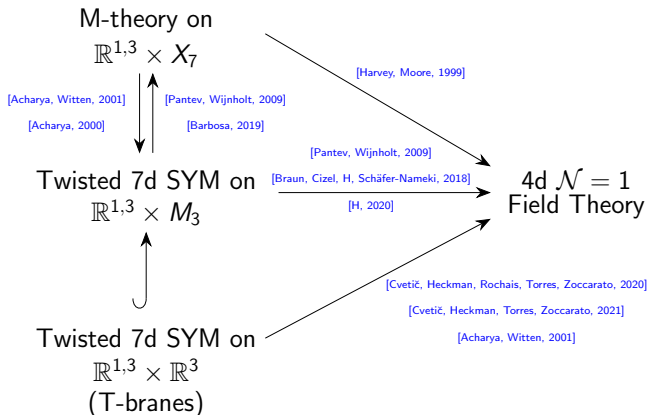 M-theory on
ℝ^{1,3} × X_7
[Harvey, Moore, 1999]
[Acharya, Witten, 2001]
[Acharya, 2000]
[Pantev, Wijnholt, 2009]
[Barbosa, 2019]
Twisted 7d SYM on
ℝ^{1,3} × M_3
[Pantev, Wijnholt, 2009]
[Braun, Cizel, H, Schäfer-Nameki, 2018]
[H, 2020]
4d 𝒩 = 1
Field Theory
[Cvetič, Heckman, Rochais, Torres, Zoccarato, 2020]
[Cvetič, Heckman, Torres, Zoccarato, 2021]
[Acharya, Witten, 2001]
Twisted 7d SYM on
ℝ^{1,3} × ℝ^3
(T-branes)